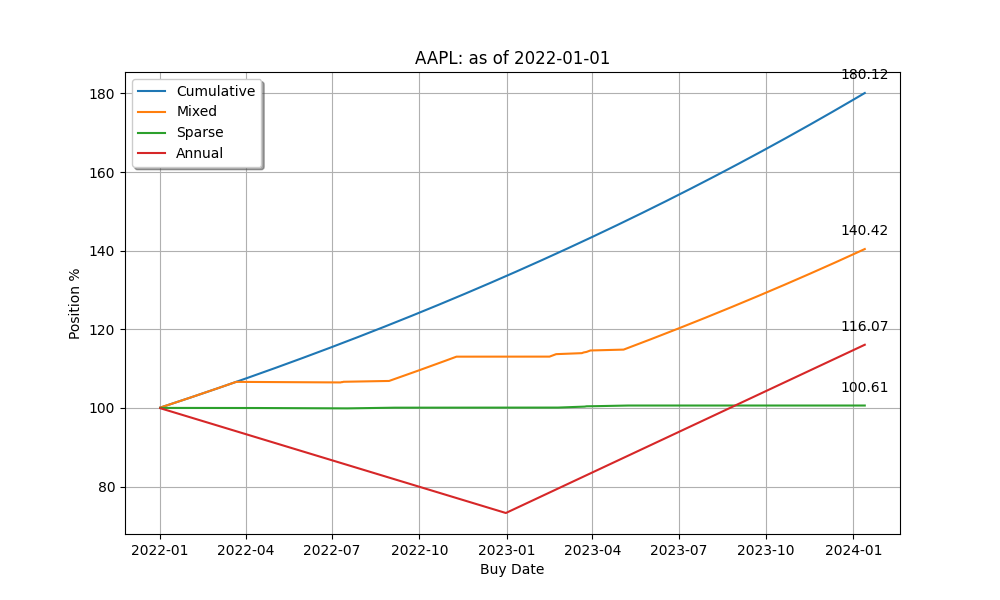 AAPL: as of 2022-01-01
180.12
180
Cumulative
Mixed
Sparse
Annual
160
140.42
140
116.07
120
100.61
100
80
Position %
2022-01 2022-04 2022-07 2022-10 2023-01 2023-04 2023-07 2023-10 2024-01
Buy Date